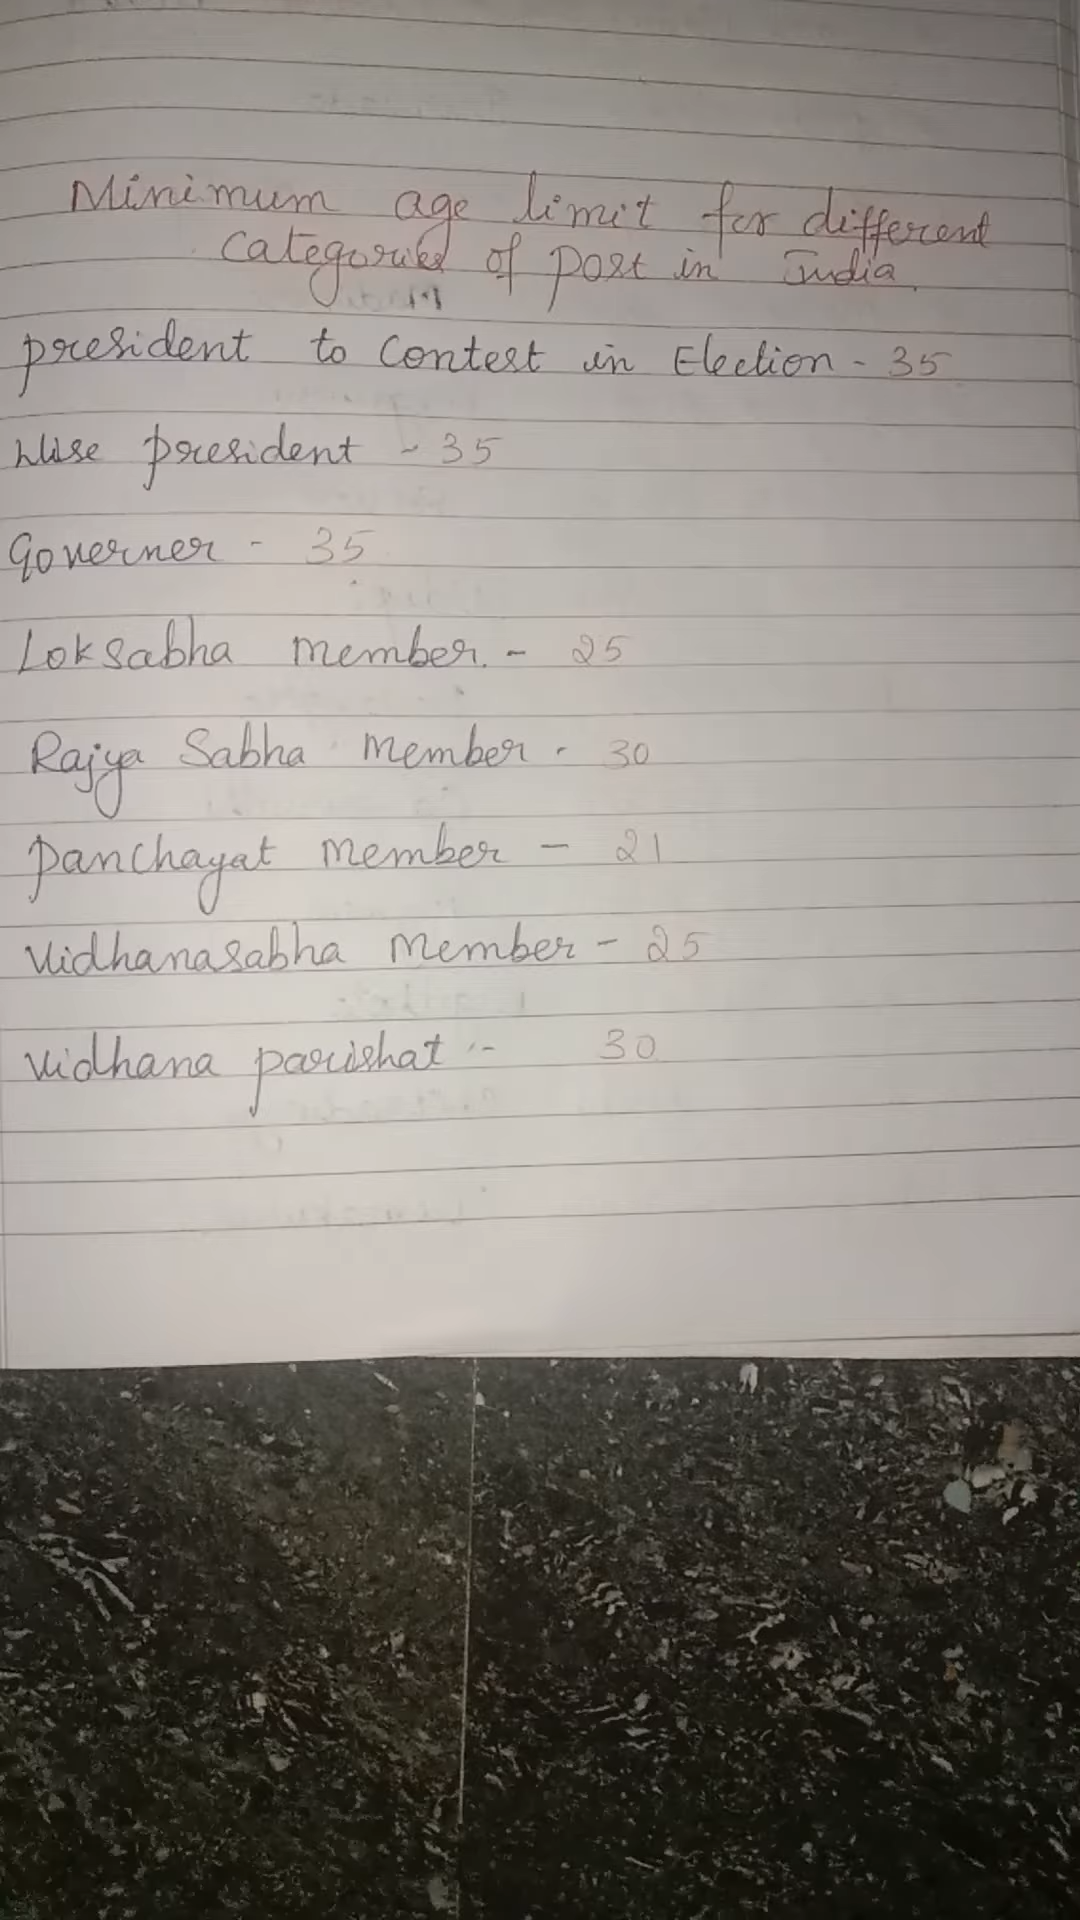 Minimum age limit for different
categories of post in India.
president to contest in Election - 35
wise president - 35
Governer - 35
Loksabha member. - 25
Rajya Sabha member - 30
panchayat member - 21
Vidhanasabha member - 25
Vidhana parishat :- 30